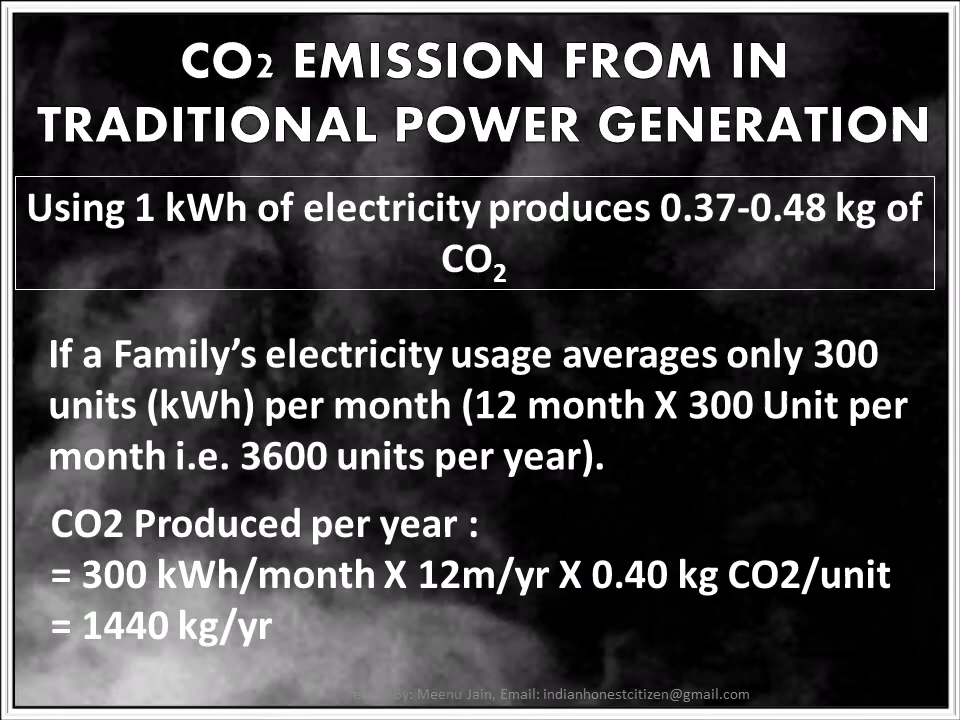 CO₂ EMISSION FROM IN
TRADITIONAL POWER GENERATION
Using 1 kWh of electricity produces 0.37-0.48 kg of
CO₂
If a Family’s electricity usage averages only 300
units (kWh) per month (12 month X 300 Unit per
month i.e. 3600 units per year).
CO2 Produced per year :
= 300 kWh/month X 12m/yr X 0.40 kg CO2/unit
= 1440 kg/yr
By: Meenu Jain, Email: indianhonestcitizen@gmail.com